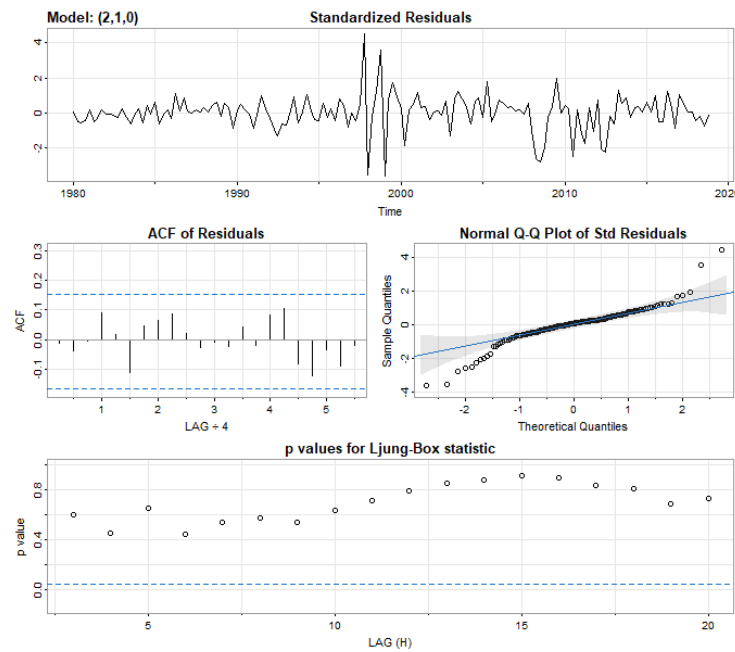 Model: (2,1,0) Standardized Residuals
4
2
0
-2
1980 1990 2000 2010 2020
Time
ACF of Residuals
0.3
0.2
0.1
0.0
-0.1
ACF
1 2 3 4 5
LAG ÷ 4
Normal Q-Q Plot of Std Residuals
4
2
0
-2
-4
Sample Quantiles
-2 -1 0 1 2
Theoretical Quantiles
p values for Ljung-Box statistic
0.8
0.4
0.0
p value
5 10 15 20
LAG (H)